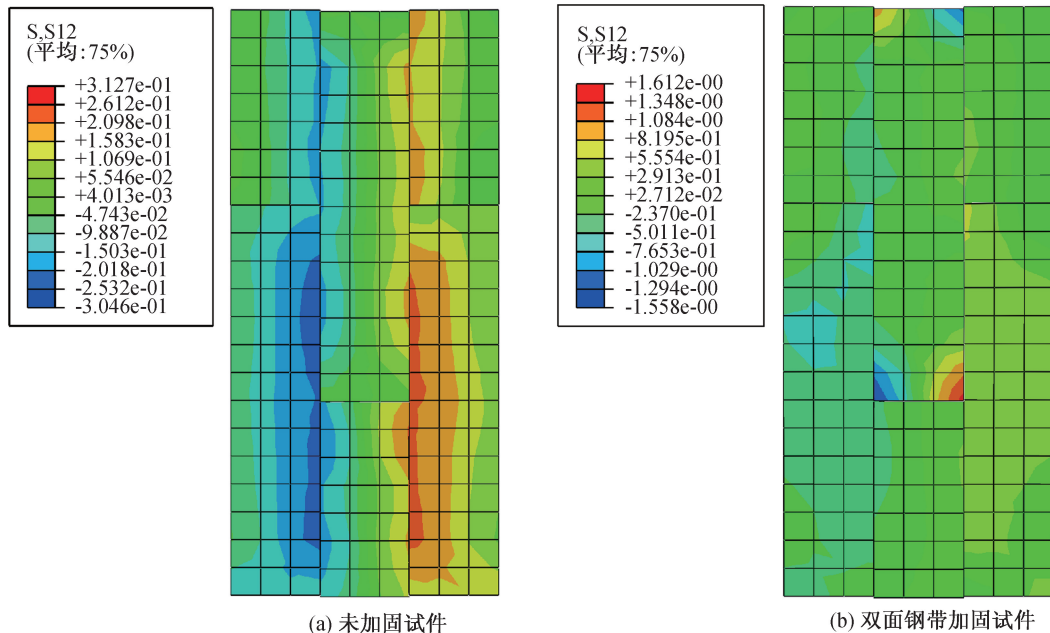 S,S12
(平均:75%)
+3.127e-01
+2.612e-01
+2.098e-01
+1.583e-01
+1.069e-01
+5.546e-02
+4.013e-03
-4.743e-02
-9.887e-02
-1.503e-01
-2.018e-01
-2.532e-01
-3.046e-01
(a) 未加固试件
S,S12
(平均:75%)
+1.612e-00
+1.348e-00
+1.084e-00
+8.195e-01
+5.554e-01
+2.913e-01
+2.712e-02
-2.370e-01
-5.011e-01
-7.653e-01
-1.029e-00
-1.294e-00
-1.558e-00
(b) 双面钢带加固试件